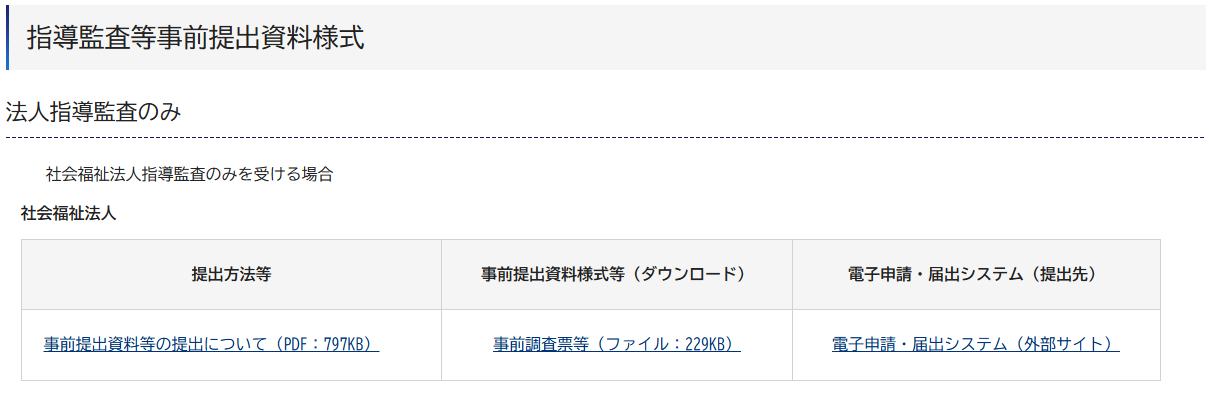 指導監査等事前提出資料様式
法人指導監査のみ
社会福祉法人指導監査のみを受ける場合
社会福祉法人
提出方法等
事前提出資料様式等（ダウンロード）
電子申請・届出システム（提出先）
事前提出資料等の提出について（PDF：797KB）
事前調査票等（ファイル：229KB）
電子申請・届出システム（外部サイト）